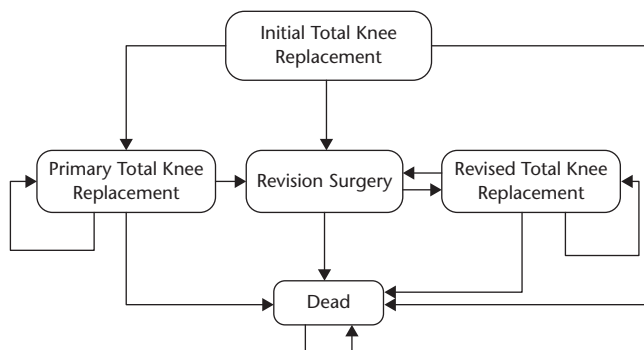 Initial Total Knee
Replacement
Primary Total Knee
Replacement
Revision Surgery
Revised Total Knee
Replacement
Dead